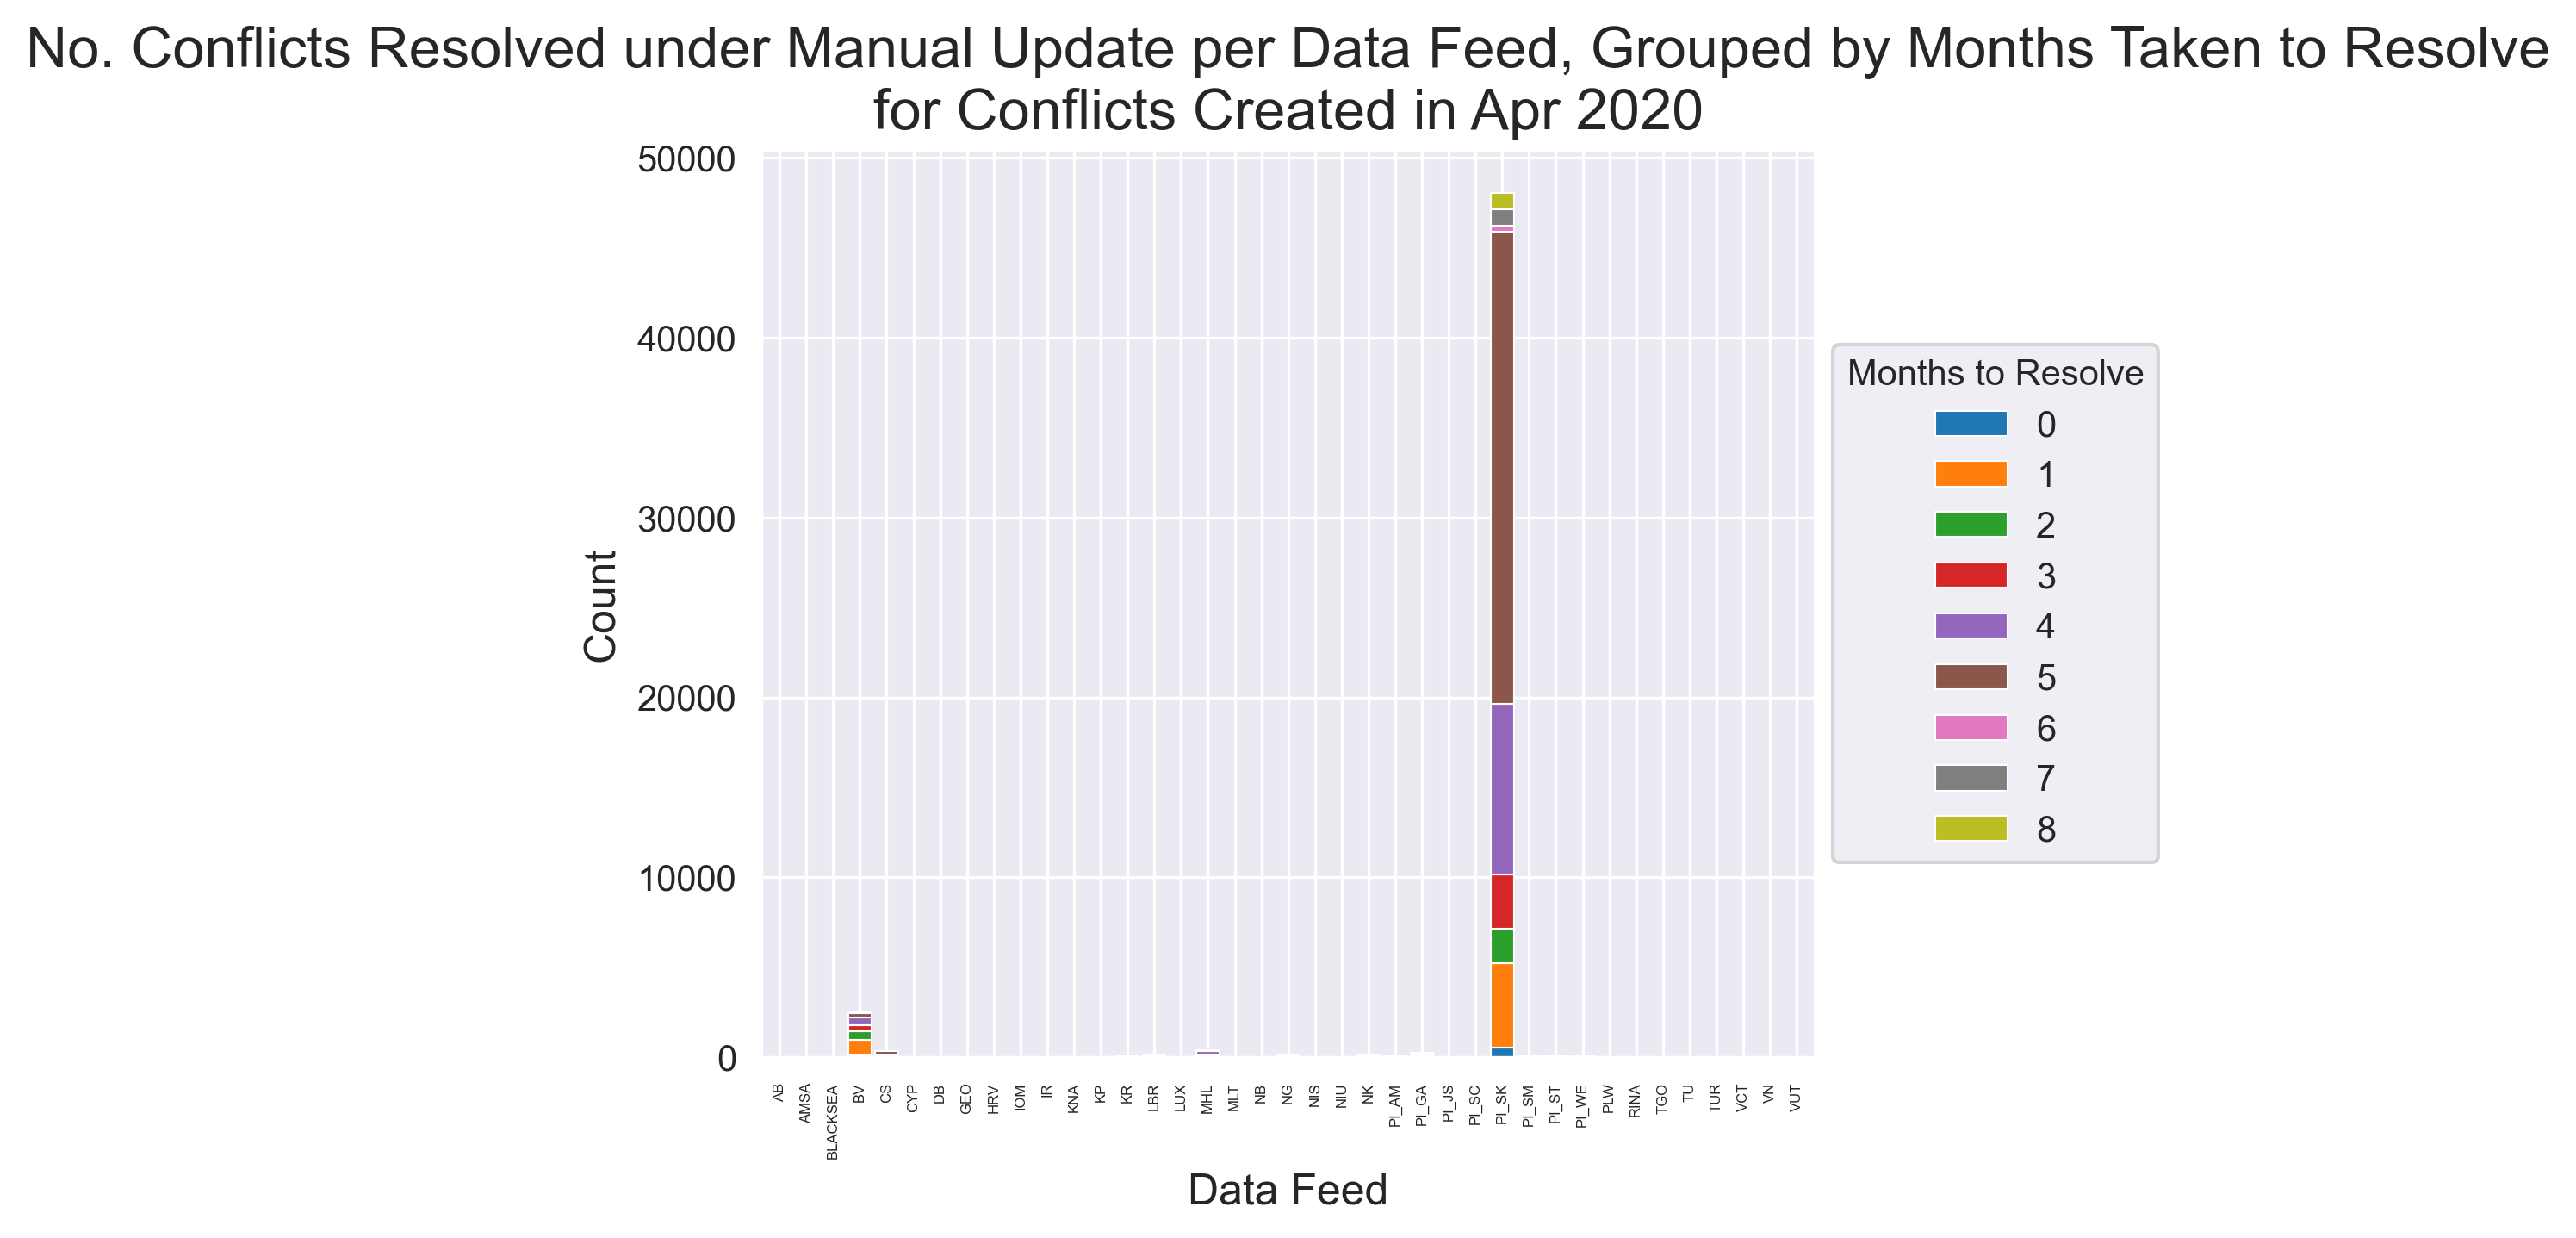 No. Conflicts Resolved under Manual Update per Data Feed, Grouped by Months Taken to Resolve
for Conflicts Created in Apr 2020
50000
40000
30000
20000
10000
0
Count
AB
AMSA
BLACKSEA
BV
CS
CYP
DB
GEO
HRV
IOM
IR
KNA
KP
KR
LBR
LUX
MHL
MLT
NB
NG
NIS
NIU
NK
PI_AM
PI_GA
PI_JS
PI_SC
PI_SK
PI_SM
PI_ST
PI_WE
PLW
RINA
TGO
TU
TUR
VCT
VN
VUT
Data Feed
Months to Resolve
0
1
2
3
4
5
6
7
8